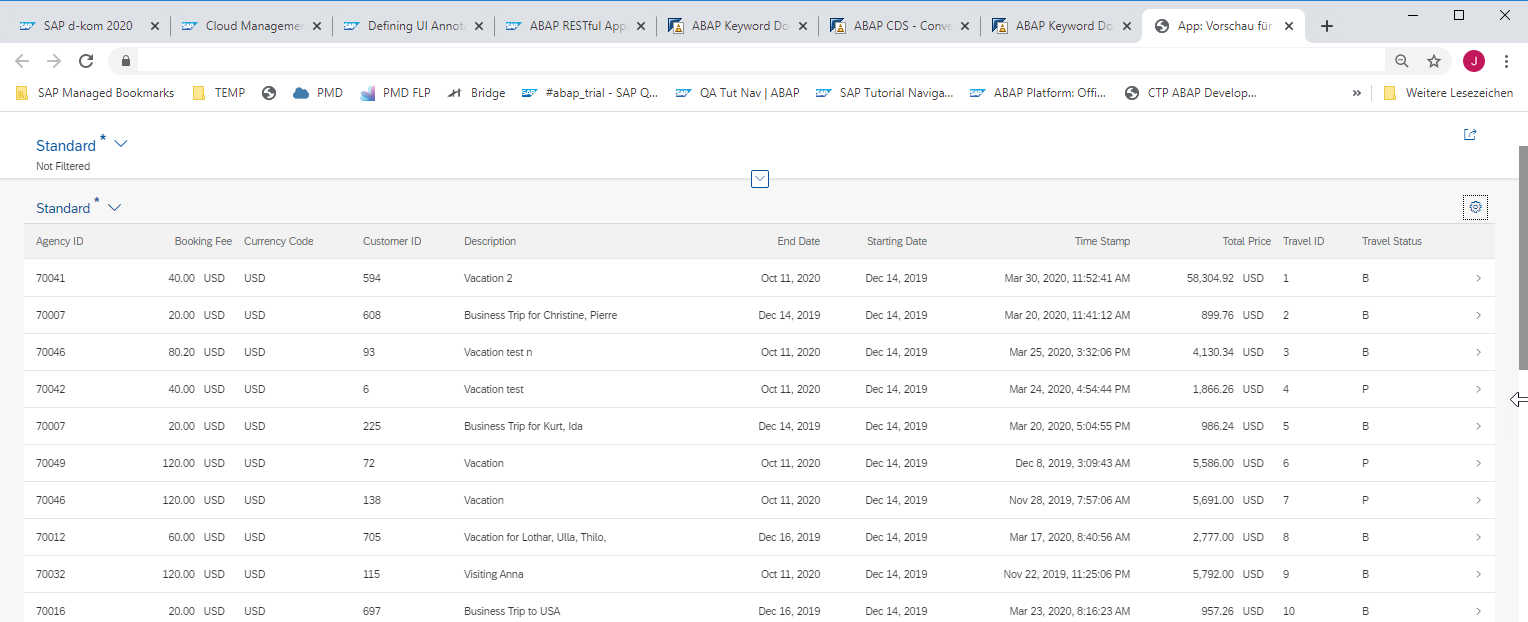 SAP d-kom 2020 Cloud Managemen Defining UI Annot ABAP RESTful App ABAP Keyword Do ABAP CDS - Conve ABAP Keyword Do App: Vorschau für
J
SAP Managed Bookmarks TEMP PMD PMD FLP Bridge #abap_trial - SAP Q... QA Tut Nav | ABAP SAP Tutorial Naviga... ABAP Platform: Offi... CTP ABAP Develop... » Weitere Lesezeichen
Standard *
Not Filtered
Standard *
Agency ID Booking Fee Currency Code Customer ID Description End Date Starting Date Time Stamp Total Price Travel ID Travel Status
70041 40.00 USD USD 594 Vacation 2 Oct 11, 2020 Dec 14, 2019 Mar 30, 2020, 11:52:41 AM 58,304.92 USD 1 B
70007 20.00 USD USD 608 Business Trip for Christine, Pierre Dec 14, 2019 Dec 14, 2019 Mar 20, 2020, 11:41:12 AM 899.76 USD 2 B
70046 80.20 USD USD 93 Vacation test n Oct 11, 2020 Dec 14, 2019 Mar 25, 2020, 3:32:06 PM 4,130.34 USD 3 B
70042 40.00 USD USD 6 Vacation test Oct 11, 2020 Dec 14, 2019 Mar 24, 2020, 4:54:44 PM 1,866.26 USD 4 P
70007 20.00 USD USD 225 Business Trip for Kurt, Ida Dec 14, 2019 Dec 14, 2019 Mar 20, 2020, 5:04:55 PM 986.24 USD 5 B
70049 120.00 USD USD 72 Vacation Oct 11, 2020 Dec 14, 2019 Dec 8, 2019, 3:09:43 AM 5,586.00 USD 6 P
70046 120.00 USD USD 138 Vacation Oct 11, 2020 Dec 14, 2019 Nov 28, 2019, 7:57:06 AM 5,691.00 USD 7 P
70012 60.00 USD USD 705 Vacation for Lothar, Ulla, Thilo, Dec 16, 2019 Dec 14, 2019 Mar 17, 2020, 8:40:56 AM 2,777.00 USD 8 B
70032 120.00 USD USD 115 Visiting Anna Oct 11, 2020 Dec 14, 2019 Nov 22, 2019, 11:25:06 PM 5,792.00 USD 9 B
70016 20.00 USD USD 697 Business Trip to USA Dec 16, 2019 Dec 14, 2019 Mar 23, 2020, 8:16:23 AM 957.26 USD 10 B